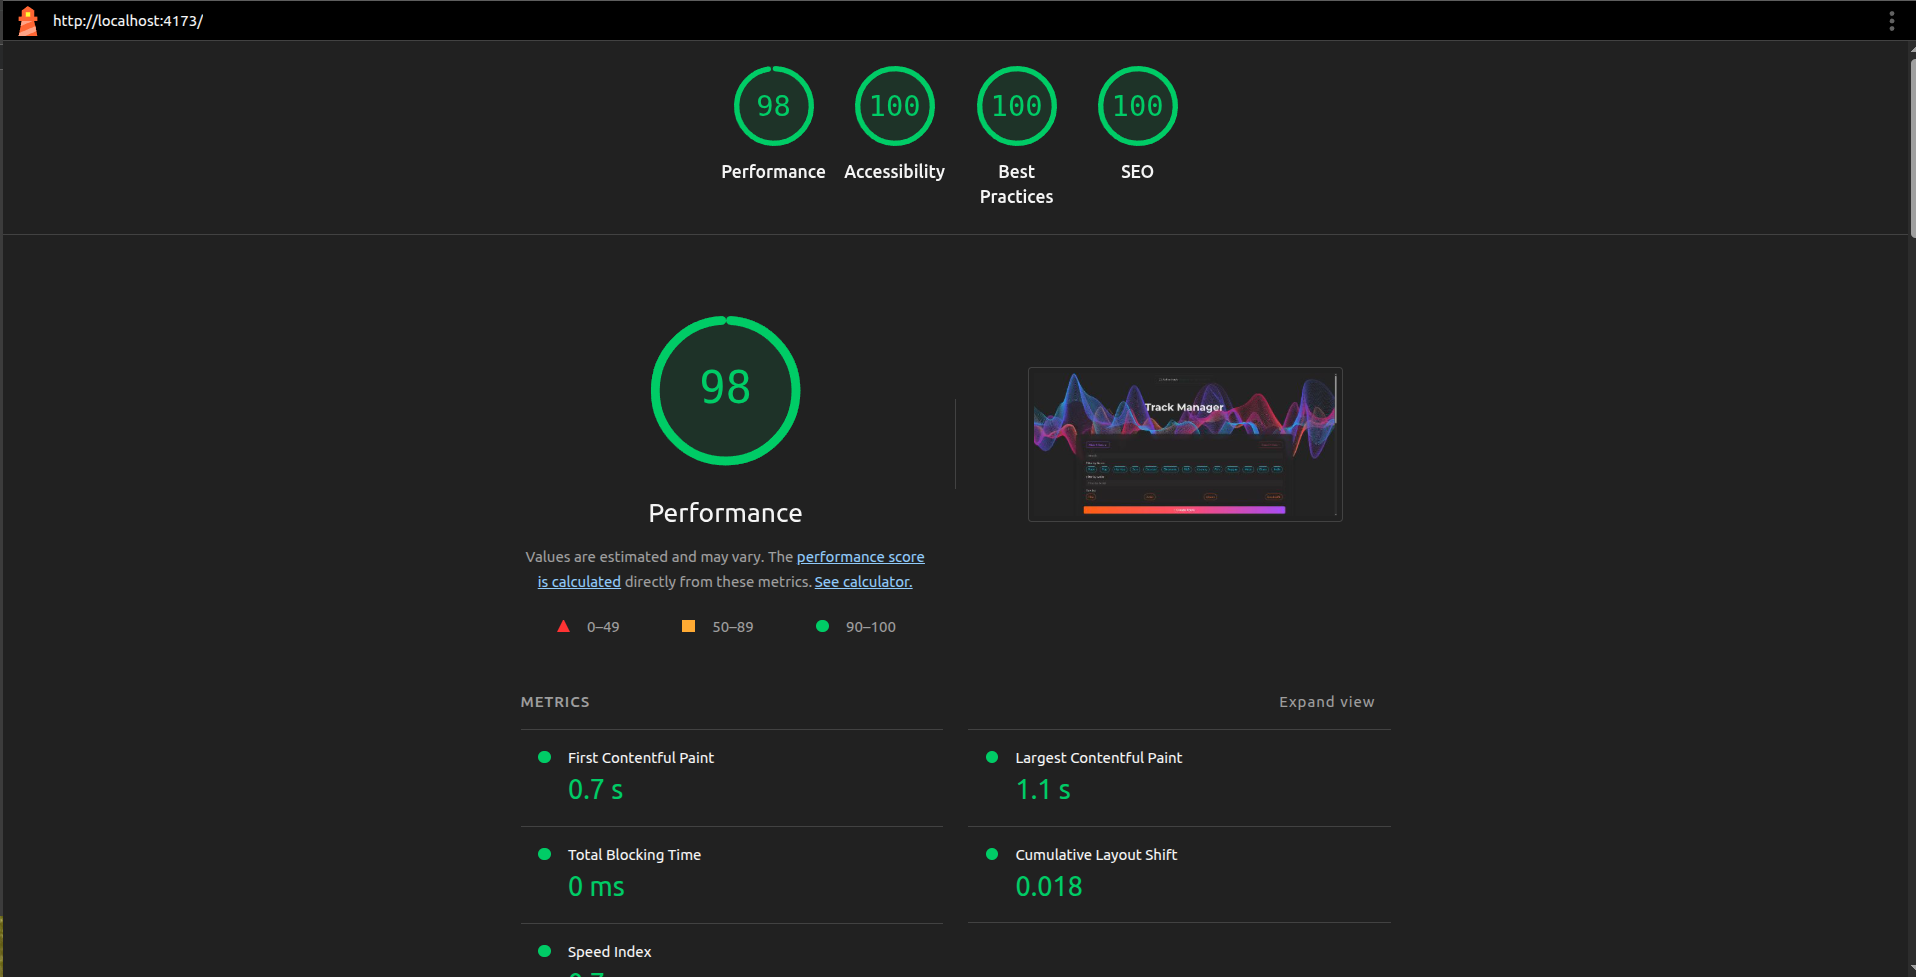 http://localhost:4173/
98
100
100
100
Performance
Accessibility
Best
Practices
SEO
98
Performance
Values are estimated and may vary. The performance score
is calculated directly from these metrics. See calculator.
0–49
50–89
90–100
Track Manager
METRICS
Expand view
First Contentful Paint
0.7 s
Largest Contentful Paint
1.1 s
Total Blocking Time
0 ms
Cumulative Layout Shift
0.018
Speed Index